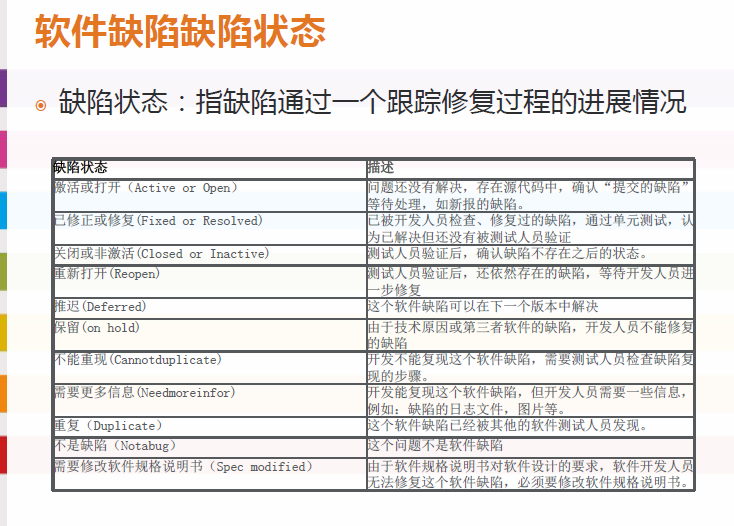 软件缺陷缺陷状态
缺陷状态：指缺陷通过一个跟踪修复过程的进展情况
缺陷状态 描述
激活或打开（Active or Open） 问题还没有解决，存在源代码中，确认“提交的缺陷”
等待处理，如新报的缺陷。
已修正或修复(Fixed or Resolved) 已被开发人员检查、修复过的缺陷，通过单元测试，认
为已解决但还没有被测试人员验证
关闭或非激活(Closed or Inactive) 测试人员验证后，确认缺陷不存在之后的状态。
重新打开(Reopen) 测试人员验证后，还依然存在的缺陷，等待开发人员进
一步修复
推迟(Deferred) 这个软件缺陷可以在下一个版本中解决
保留(on hold) 由于技术原因或第三者软件的缺陷，开发人员不能修复
的缺陷
不能重现(Cannotduplicate) 开发不能复现这个软件缺陷，需要测试人员检查缺陷复
现的步骤。
需要更多信息(Needmoreinfor) 开发能复现这个软件缺陷，但开发人员需要一些信息，
例如：缺陷的日志文件，图片等。
重复（Duplicate） 这个软件缺陷已经被其他的软件测试人员发现。
不是缺陷（Notabug） 这个问题不是软件缺陷
需要修改软件规格说明书（Spec modified） 由于软件规格说明书对软件设计的要求，软件开发人员
无法修复这个软件缺陷，必须要修改软件规格说明书。